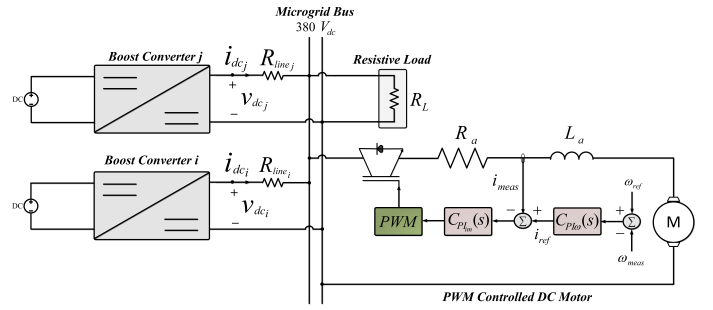 Microgrid Bus
380 V_dc
Boost Converter j
i_dc_j
R_line_j
Resistive Load
DC
+
v_dc_j
−
R_L
Boost Converter i
i_dc_i
R_line_i
R_a
L_a
DC
+
v_dc_i
−
i_meas
ω_ref
PWM
C_PI_im(s)
−
Σ
+
i_ref
C_PIω(s)
+
Σ
−
M
ω_meas
PWM Controlled DC Motor